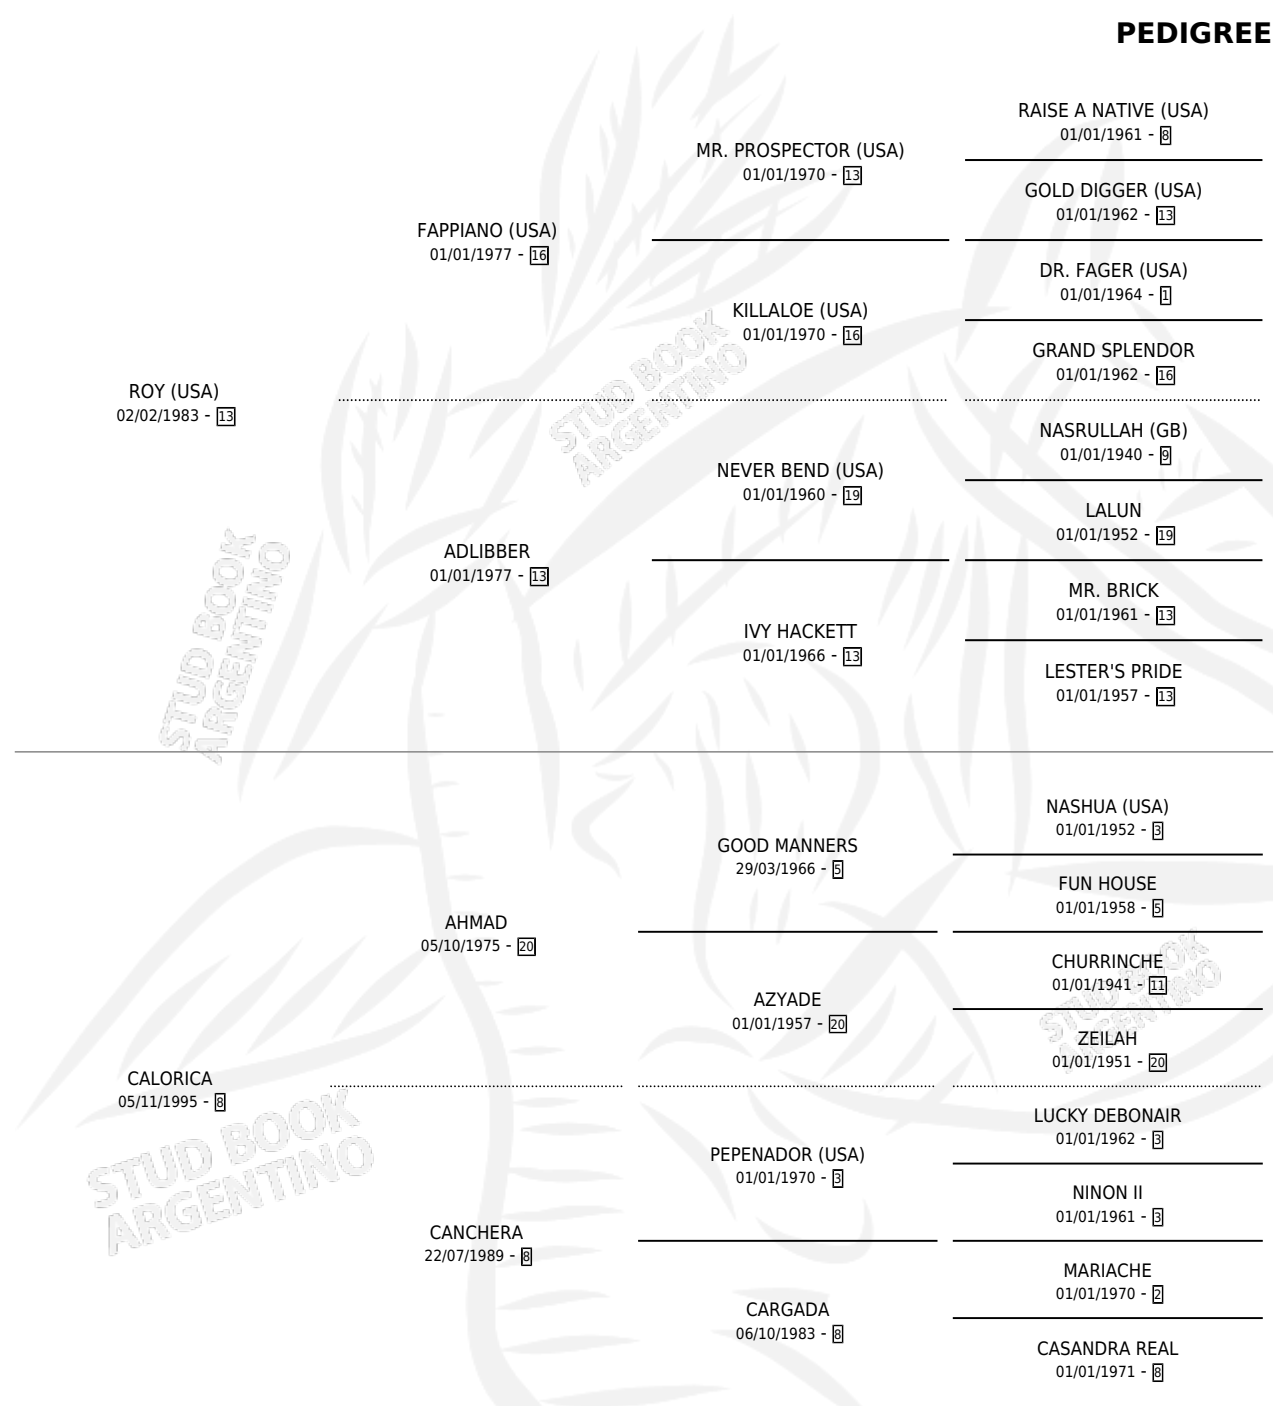 PEDIGREE
RAISE A NATIVE (USA)
01/01/1961 - 8
MR. PROSPECTOR (USA)
01/01/1970 - 13
GOLD DIGGER (USA)
01/01/1962 - 13
FAPPIANO (USA)
01/01/1977 - 16
DR. FAGER (USA)
01/01/1964 - 1
KILLALOE (USA)
01/01/1970 - 16
GRAND SPLENDOR
01/01/1962 - 16
STUD BOOK
ARGENTINO
ROY (USA)
02/02/1983 - 13
NASRULLAH (GB)
01/01/1940 - 9
NEVER BEND (USA)
01/01/1960 - 19
LALUN
01/01/1952 - 19
ADLIBBER
01/01/1977 - 13
MR. BRICK
01/01/1961 - 13
IVY HACKETT
01/01/1966 - 13
LESTER'S PRIDE
01/01/1957 - 13
STUD BOOK
ARGENTINO
NASHUA (USA)
01/01/1952 - 3
GOOD MANNERS
29/03/1966 - 5
FUN HOUSE
01/01/1958 - 5
AHMAD
05/10/1975 - 20
CHURRINCHE
01/01/1941 - 11
AZYADE
01/01/1957 - 20
ZEILAH
01/01/1951 - 20
STUD BOOK
ARGENTINO
CALORICA
05/11/1995 - 8
LUCKY DEBONAIR
01/01/1962 - 3
PEPENADOR (USA)
01/01/1970 - 3
NINON II
01/01/1961 - 3
STUD BOOK
ARGENTINO
CANCHERA
22/07/1989 - 8
MARIACHE
01/01/1970 - 2
CARGADA
06/10/1983 - 8
CASANDRA REAL
01/01/1971 - 8